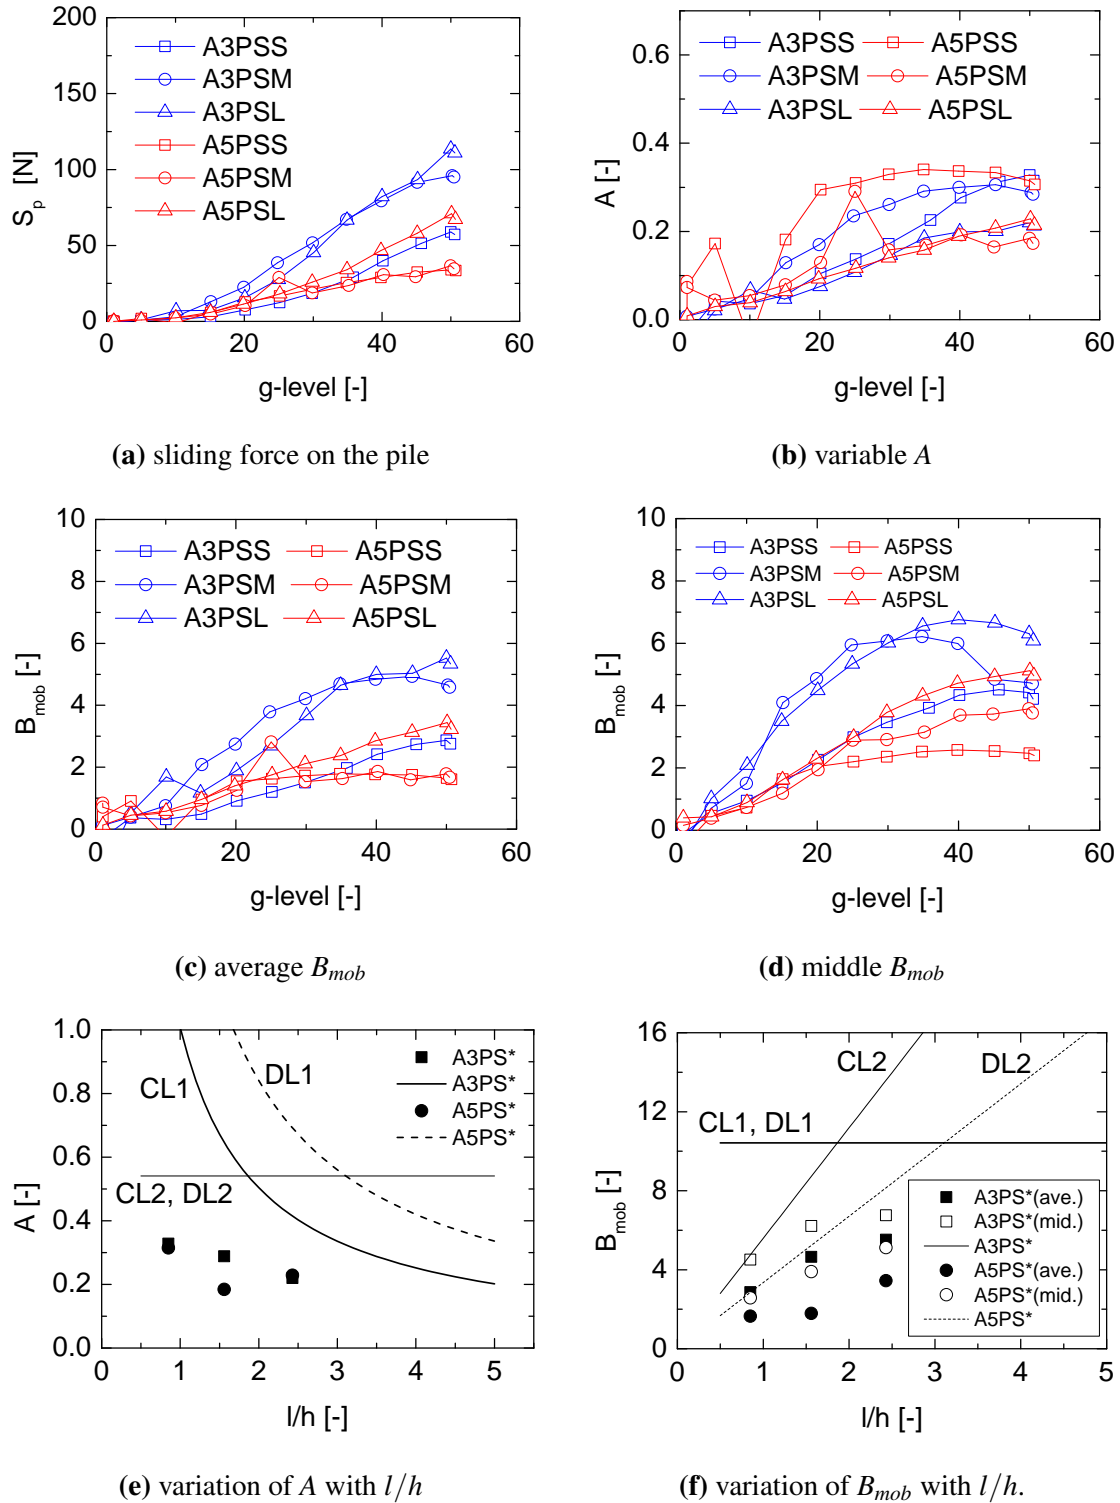 200
150
100
50
0
0
20
40
60
S_p [N]
g-level [-]
A3PSS
A3PSM
A3PSL
A5PSS
A5PSM
A5PSL
(a) sliding force on the pile
0.6
0.4
0.2
0.0
0
20
40
60
A [-]
g-level [-]
A3PSS A5PSS
A3PSM A5PSM
A3PSL A5PSL
(b) variable A
10
8
6
4
2
0
0
20
40
60
B_mob [-]
g-level [-]
A3PSS A5PSS
A3PSM A5PSM
A3PSL A5PSL
(c) average B_mob
10
8
6
4
2
0
0
20
40
60
B_mob [-]
g-level [-]
A3PSS A5PSS
A3PSM A5PSM
A3PSL A5PSL
(d) middle B_mob
1.0
0.8
0.6
0.4
0.2
0.0
0
1
2
3
4
5
A [-]
l/h [-]
CL1
DL1
CL2, DL2
A3PS*
A3PS*
A5PS*
A5PS*
(e) variation of A with l/h
16
12
8
4
0
0
1
2
3
4
5
B_mob [-]
l/h [-]
CL2
DL2
CL1, DL1
A3PS*(ave.)
A3PS*(mid.)
A3PS*
A5PS*(ave.)
A5PS*(mid.)
A5PS*
(f) variation of B_mob with l/h.